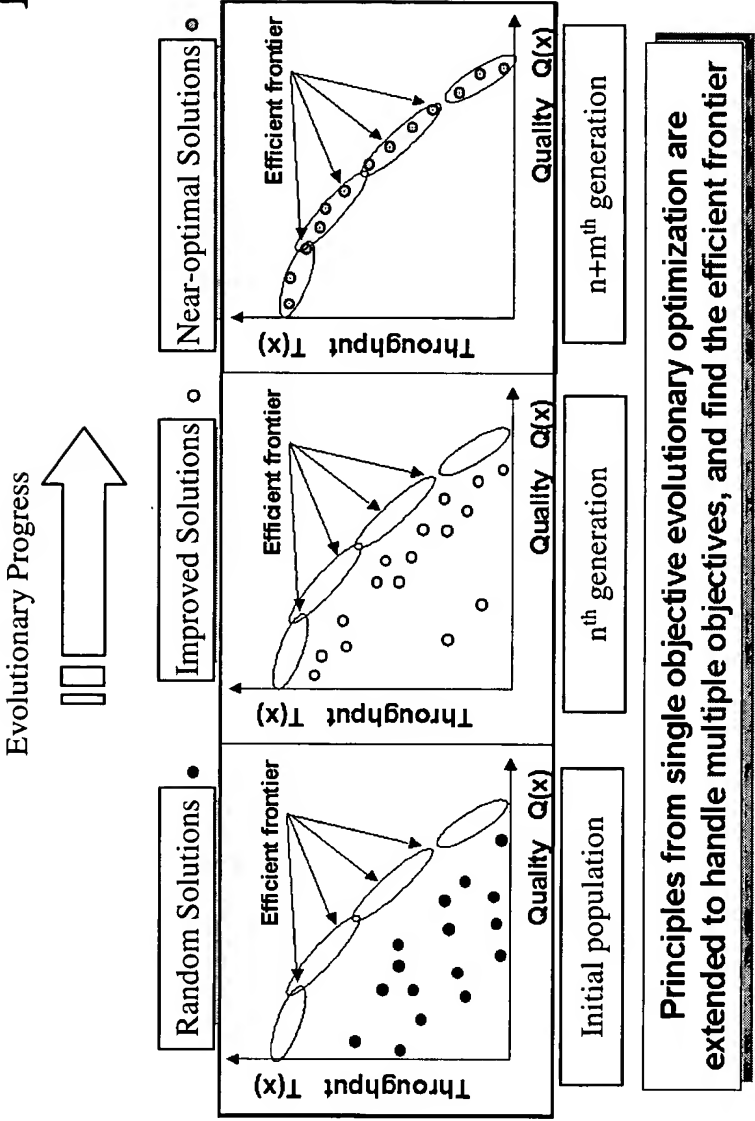 Evolutionary Progress
Random Solutions
Improved Solutions
Near-optimal Solutions
Throughput T(x)
Efficient frontier
Quality Q(x)
Throughput T(x)
Efficient frontier
Quality Q(x)
Throughput T(x)
Efficient frontier
Quality Q(x)
Initial population
nth generation
n+mth generation
Principles from single objective evolutionary optimization are
extended to handle multiple objectives, and find the efficient frontier